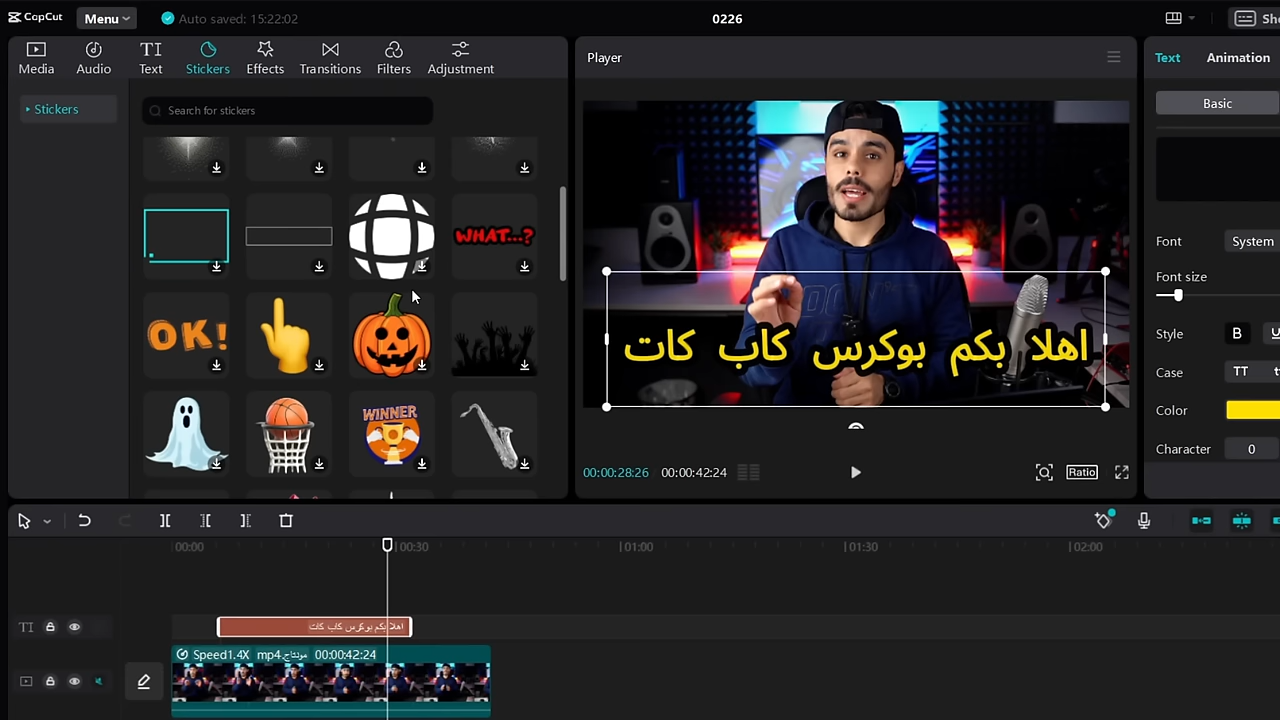 CapCut
Menu
Auto saved: 15:22:02
0226
Media
Audio
TI
Text
Stickers
Effects
Transitions
Filters
Adjustment
Stickers
Search for stickers
WHAT...?
OK!
WINNER
Player
اهلا بكم بوكرس كاب كات
00:00:28:26
00:00:42:24
Ratio
Text
Animation
Basic
Font
System
Font size
Style
B
U
Case
TT
Color
Character
0
00:00
00:30
01:00
01:30
02:00
TI
اهلا بكم بوكرس كاب كات
Speed1.4X
مونتاج.mp4
00:00:42:24